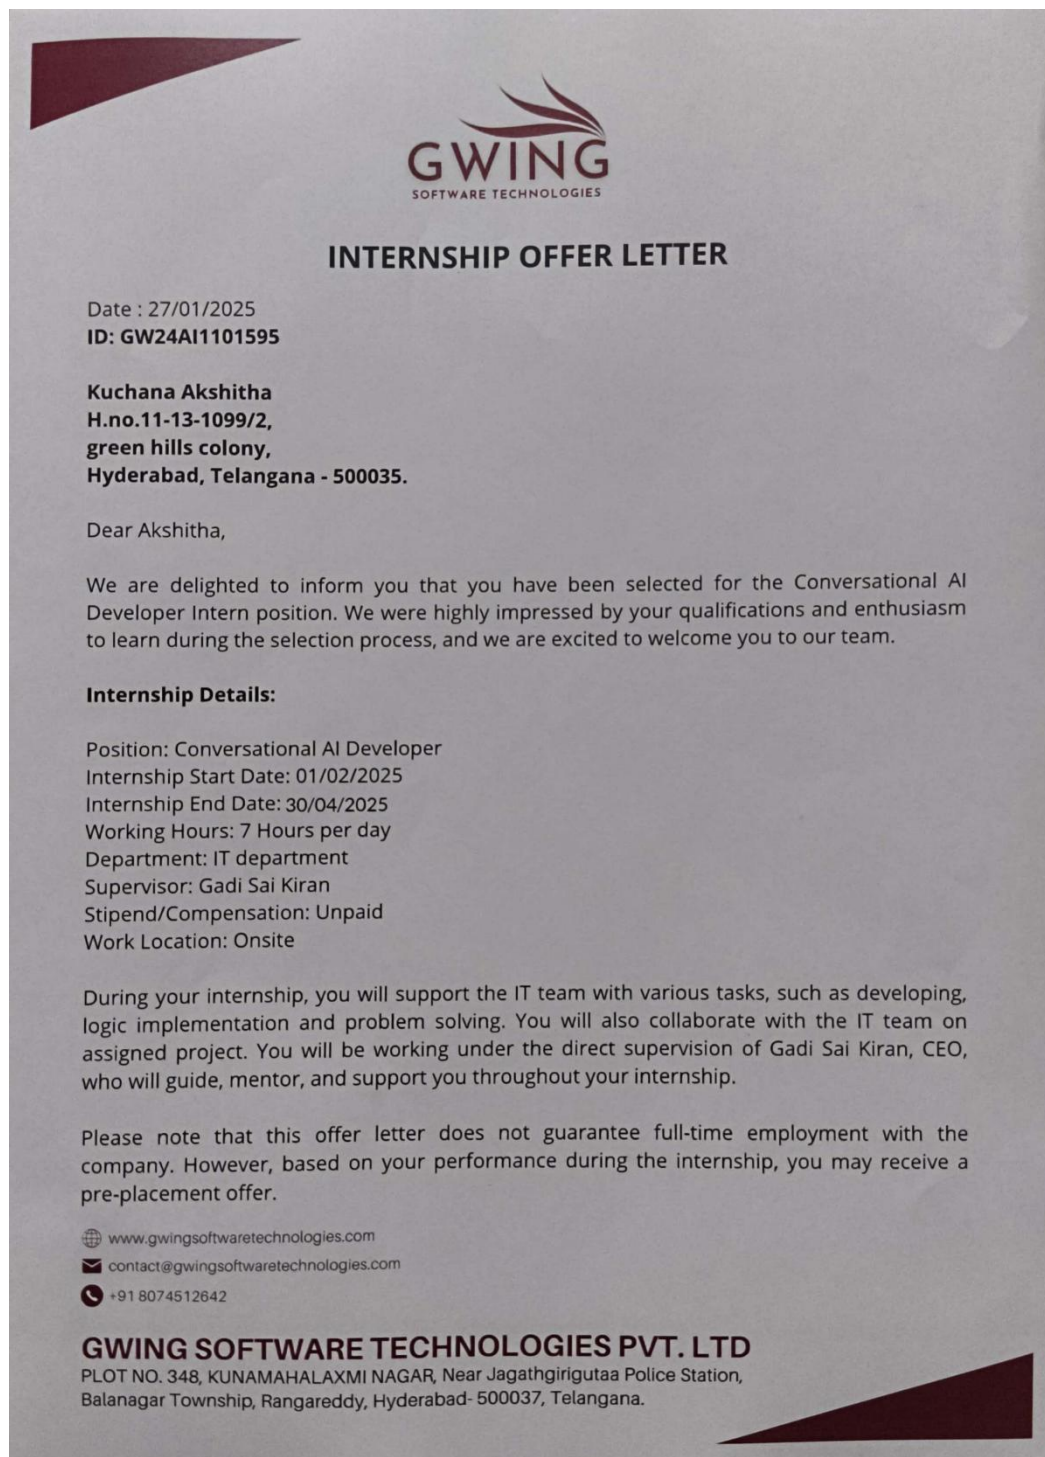 GWING
SOFTWARE TECHNOLOGIES
INTERNSHIP OFFER LETTER
Date : 27/01/2025
ID: GW24AI1101595
Kuchana Akshitha
H.no.11-13-1099/2,
green hills colony,
Hyderabad, Telangana - 500035.
Dear Akshitha,
We are delighted to inform you that you have been selected for the Conversational AI
Developer Intern position. We were highly impressed by your qualifications and enthusiasm
to learn during the selection process, and we are excited to welcome you to our team.
Internship Details:
Position: Conversational AI Developer
Internship Start Date: 01/02/2025
Internship End Date: 30/04/2025
Working Hours: 7 Hours per day
Department: IT department
Supervisor: Gadi Sai Kiran
Stipend/Compensation: Unpaid
Work Location: Onsite
During your internship, you will support the IT team with various tasks, such as developing,
logic implementation and problem solving. You will also collaborate with the IT team on
assigned project. You will be working under the direct supervision of Gadi Sai Kiran, CEO,
who will guide, mentor, and support you throughout your internship.
Please note that this offer letter does not guarantee full-time employment with the
company. However, based on your performance during the internship, you may receive a
pre-placement offer.
www.gwingsoftwaretechnologies.com
contact@gwingsoftwaretechnologies.com
+91 8074512642
GWING SOFTWARE TECHNOLOGIES PVT. LTD
PLOT NO. 348, KUNAMAHALAXMI NAGAR, Near Jagathgirigutaa Police Station,
Balanagar Township, Rangareddy, Hyderabad- 500037, Telangana.